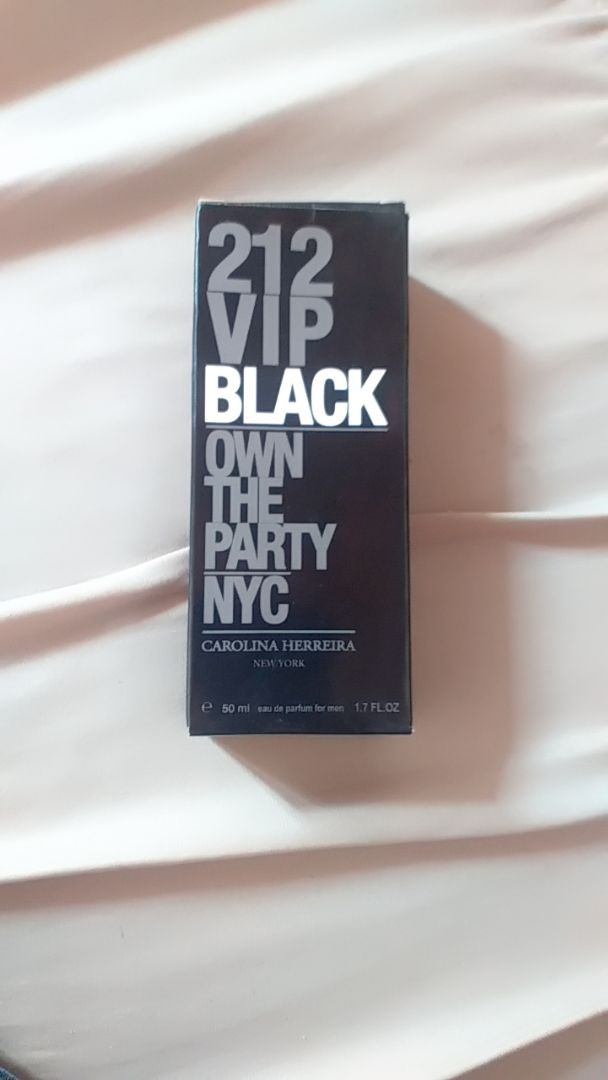 212
VIP
BLACK
OWN
THE
PARTY
NYC
CAROLINA HERREIRA
NEW YORK
e 50 ml eau de parfum for men 1.7 FL.OZ